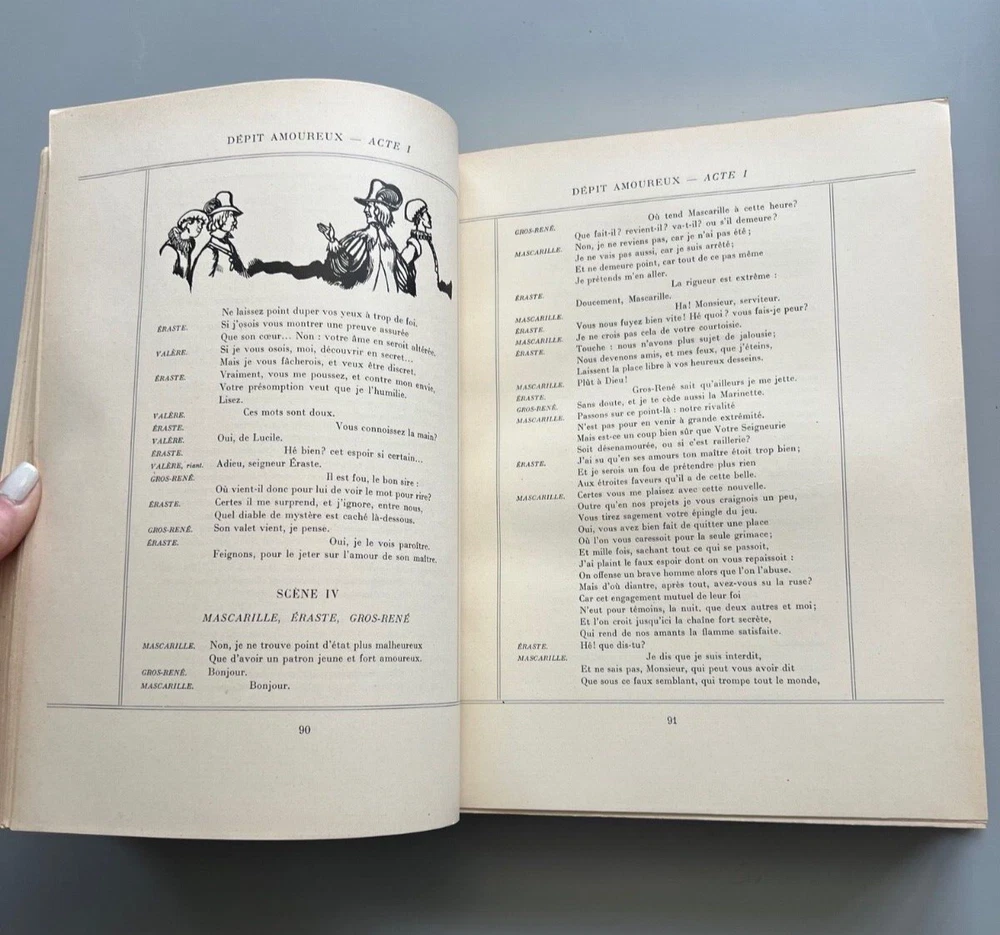 DÉPIT AMOUREUX — ACTE I
Ne laissez point duper vos yeux à trop de foi.
ÉRASTE. Si j'osois vous montrer une preuve assurée
Que son cœur... Non : votre âme en seroit altérée.
VALÈRE. Si je vous osois, moi, découvrir en secret...
Mais je vous fâcherois, et veux être discret.
ÉRASTE. Vraiment, vous me poussez, et contre mon envie,
Votre présomption veut que je l'humilie.
Lisez.
VALÈRE. Ces mots sont doux.
ÉRASTE. Vous connoissez la main?
VALÈRE. Oui, de Lucile.
ÉRASTE. Hè bien? cet espoir si certain...
VALÈRE, riant. Adieu, seigneur Éraste.
GROS-RENÉ. Il est fou, le bon sire :
Où vient-il donc pour lui de voir le mot pour rire?
ÉRASTE. Certes il me surprend, et j'ignore, entre nous,
Quel diable de mystère est caché là-dessous.
GROS-RENÉ. Son valet vient, je pense.
ÉRASTE. Oui, je le vois paroître.
Feignons, pour le jeter sur l'amour de son maître.
SCÈNE IV
MASCARILLE, ÉRASTE, GROS-RENÉ
MASCARILLE. Non, je ne trouve point d'état plus malheureux
Que d'avoir un patron jeune et fort amoureux.
GROS-RENÉ. Bonjour.
MASCARILLE. Bonjour.
90
DÉPIT AMOUREUX — ACTE I
GROS-RENÉ. Où tend Mascarille à cette heure?
Que fait-il? revient-il? va-t-il? ou s'il demeure?
MASCARILLE. Non, je ne reviens pas, car je n'ai pas été;
Je ne vais pas aussi, car je suis arrêté;
Et ne demeure point, car tout de ce pas même
Je prétends m'en aller.
ÉRASTE. La rigueur est extrême :
Doucement, Mascarille.
MASCARILLE. Ha! Monsieur, serviteur.
ÉRASTE. Vous nous fuyez bien vite! Hé quoi? vous fais-je peur?
MASCARILLE. Je ne crois pas cela de votre courtoisie.
ÉRASTE. Touche : nous n'avons plus sujet de jalousie;
Nous devenons amis, et mes feux, que j'éteins,
Laissent la place libre à vos heureux desseins.
MASCARILLE. Plût à Dieu!
ÉRASTE. Gros-René sait qu'ailleurs je me jette.
GROS-RENÉ. Sans doute, et je te cède aussi la Marinette.
MASCARILLE. Passons sur ce point-là : notre rivalité
N'est pas pour en venir à grande extrémité.
Mais est-ce un coup bien sûr que Votre Seigneurie
Soit désenamourée, ou si c'est raillerie?
ÉRASTE. J'ai su qu'en ses amours ton maître étoit trop bien;
Et je serois un fou de prétendre plus rien
Aux étroites faveurs qu'il a de cette belle.
MASCARILLE. Certes vous me plaisez avec cette nouvelle.
Outre qu'en nos projets je vous craignois un peu,
Vous tirez sagement votre épingle du jeu.
Oui, vous avez bien fait de quitter une place
Où l'on vous caressoit pour la seule grimace;
Et mille fois, sachant tout ce qui se passoit,
J'ai plaint le faux espoir dont on vous repaissoit :
On offense un brave homme alors que l'on l'abuse.
Mais d'où diantre, après tout, avez-vous su la ruse?
Car cet engagement mutuel de leur foi
N'eut pour témoins, la nuit, que deux autres et moi;
Et l'on croit jusqu'ici la chaîne fort secrète,
Qui rend de nos amants la flamme satisfaite.
ÉRASTE. Hé! que dis-tu?
MASCARILLE. Je dis que je suis interdit,
Et ne sais pas, Monsieur, qui peut vous avoir dit
Que sous ce faux semblant, qui trompe tout le monde,
91